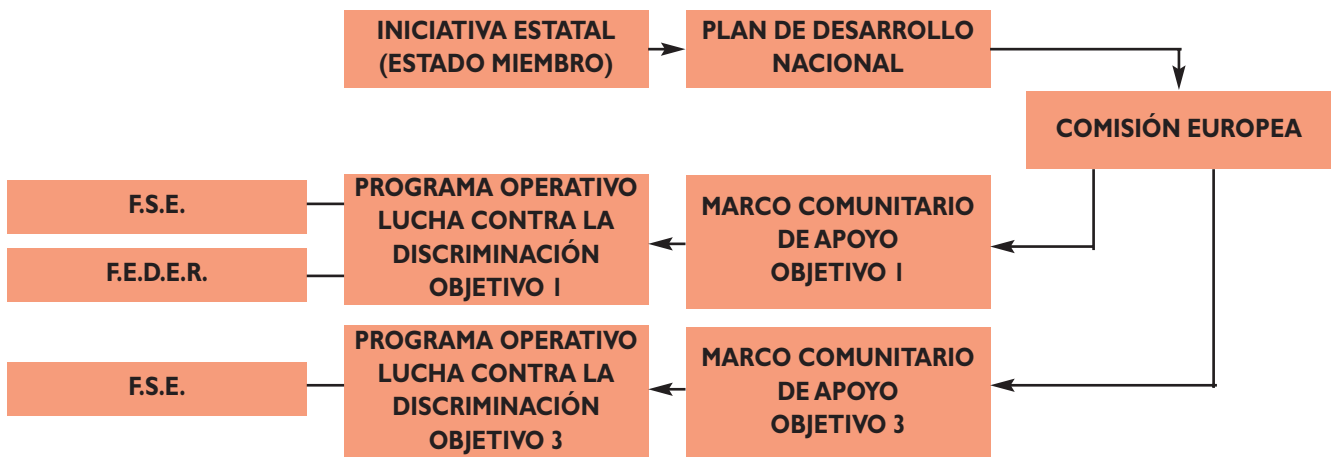 INICIATIVA ESTATAL
(ESTADO MIEMBRO)
PLAN DE DESARROLLO
NACIONAL
COMISIÓN EUROPEA
F.S.E.
F.E.D.E.R.
PROGRAMA OPERATIVO
LUCHA CONTRA LA
DISCRIMINACIÓN
OBJETIVO 1
MARCO COMUNITARIO
DE APOYO
OBJETIVO 1
F.S.E.
PROGRAMA OPERATIVO
LUCHA CONTRA LA
DISCRIMINACIÓN
OBJETIVO 3
MARCO COMUNITARIO
DE APOYO
OBJETIVO 3